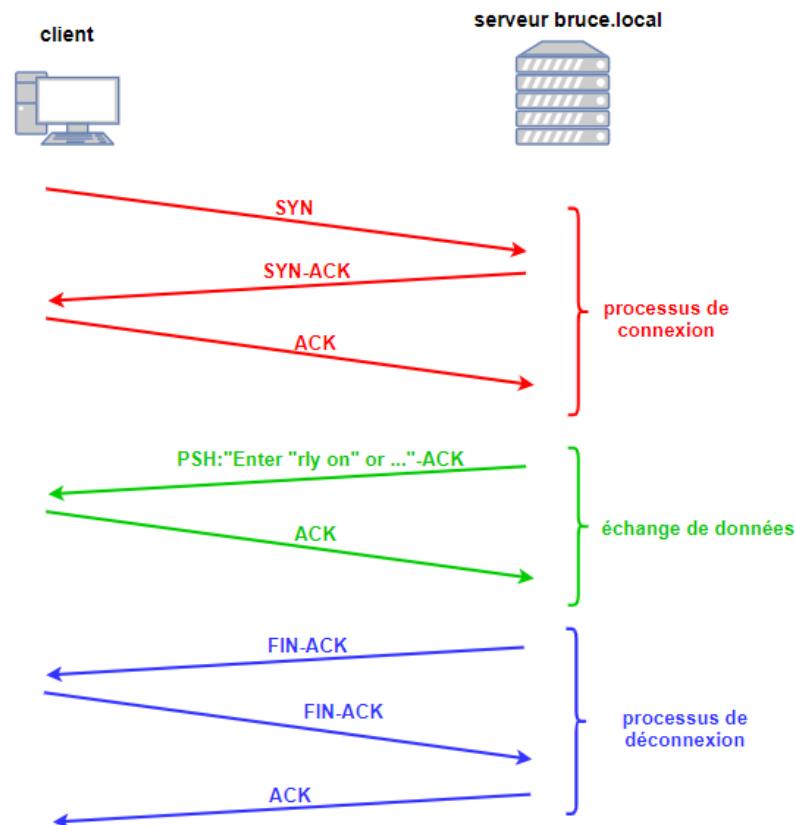 serveur bruce.local
client
SYN
SYN-ACK
processus de
connexion
ACK
PSH:"Enter "rly on" or ..."-ACK
échange de données
ACK
FIN-ACK
FIN-ACK
processus de
déconnexion
ACK